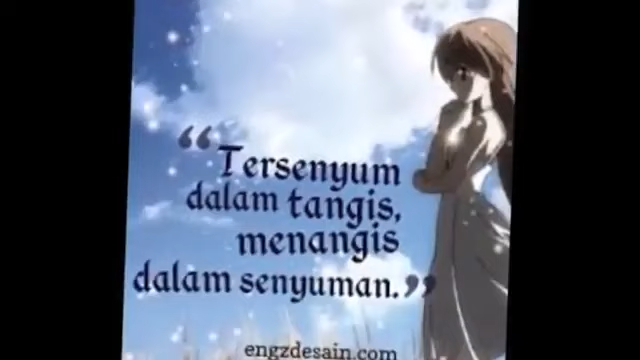 “Tersenyum
dalam tangis,
menangis
dalam senyuman.”
engzdesain.com